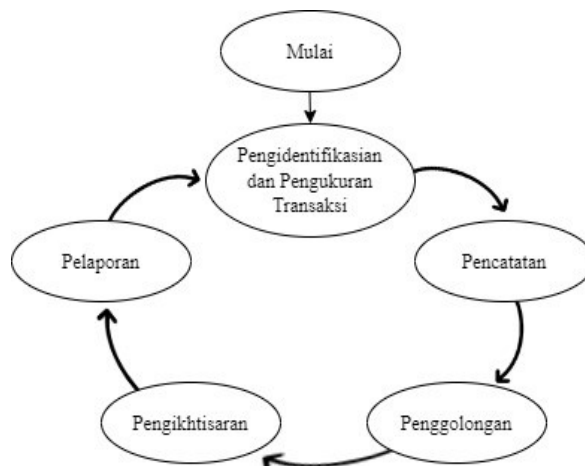 Mulai
Pengidentifikasian
dan Pengukuran
Transaksi
Pencatatan
Penggolongan
Pengikhtisaran
Pelaporan